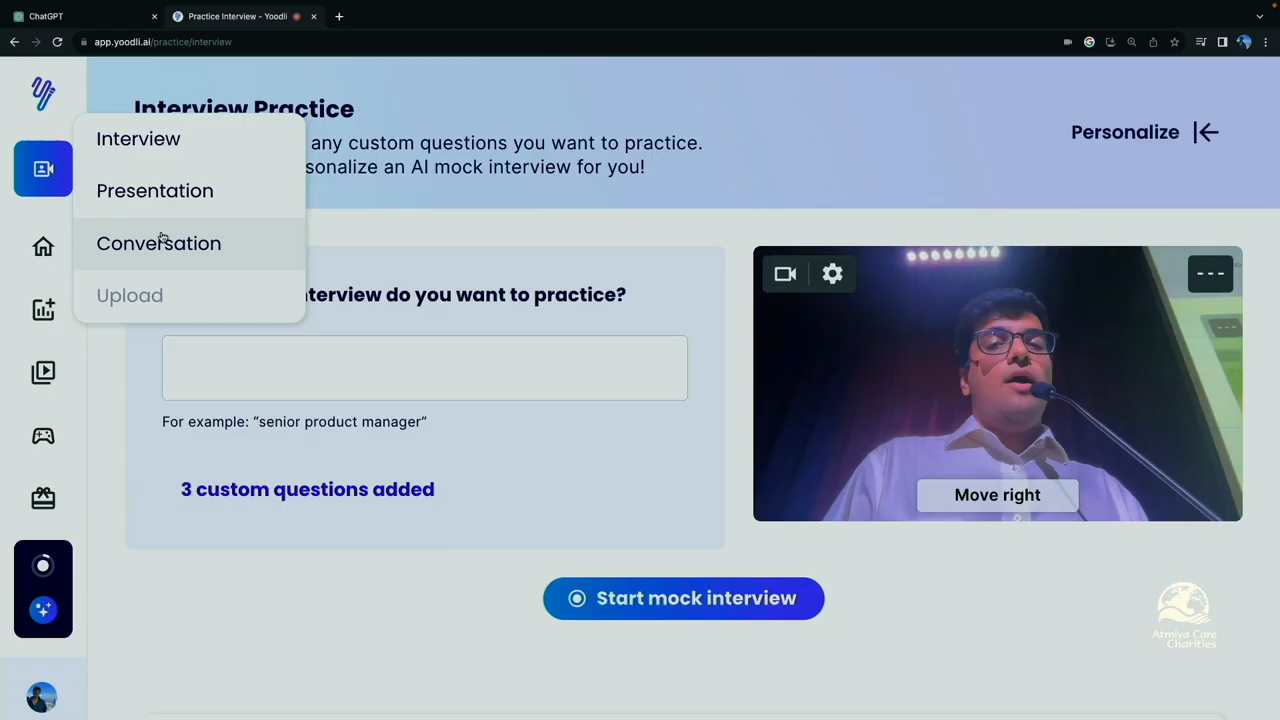 ChatGPT
Practice Interview - Yoodli
app.yoodli.ai/practice/interview
Interview Practice
any custom questions you want to practice.
sonalize an AI mock interview for you!
Personalize
Interview
Presentation
Conversation
Upload
nterview do you want to practice?
For example: “senior product manager”
3 custom questions added
Move right
Start mock interview
Atmiya Care
Charities